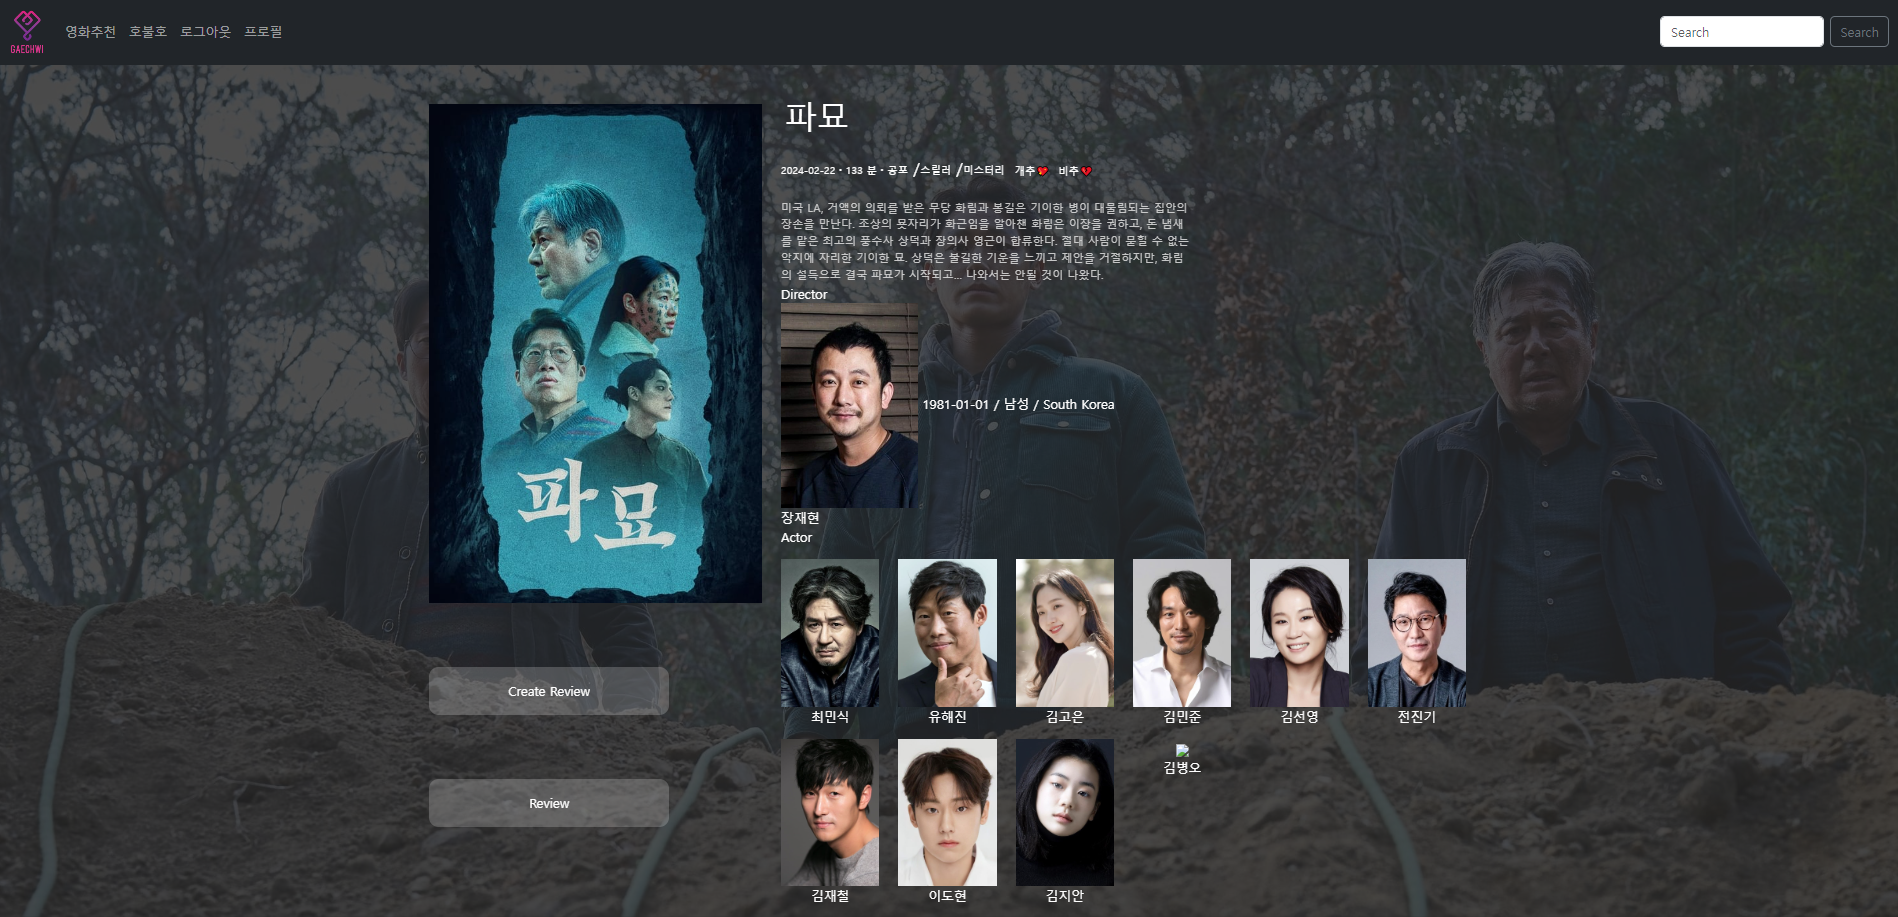 GAECHWI
영화추천 호불호 로그아웃 프로필
Search
Search
파묘
2024-02-22 • 133 분 • 공포 /스릴러 /미스터리 개추 비추
미국 LA, 거액의 의뢰를 받은 무당 화림과 봉길은 기이한 병이 대물림되는 집안의
장손을 만난다. 조상의 묫자리가 화근임을 알아챈 화림은 이장을 권하고, 돈 냄새
를 맡은 최고의 풍수사 상덕과 장의사 영근이 합류한다. 절대 사람이 묻힐 수 없는
악지에 자리한 기이한 묘. 상덕은 불길한 기운을 느끼고 제안을 거절하지만, 화림
의 설득으로 결국 파묘가 시작되고... 나와서는 안될 것이 나왔다.
Director
1981-01-01 / 남성 / South Korea
장재현
Actor
최민식
유해진
김고은
김민준
김선영
전진기
김재철
이도현
김지안
김병오
파묘
Create Review
Review